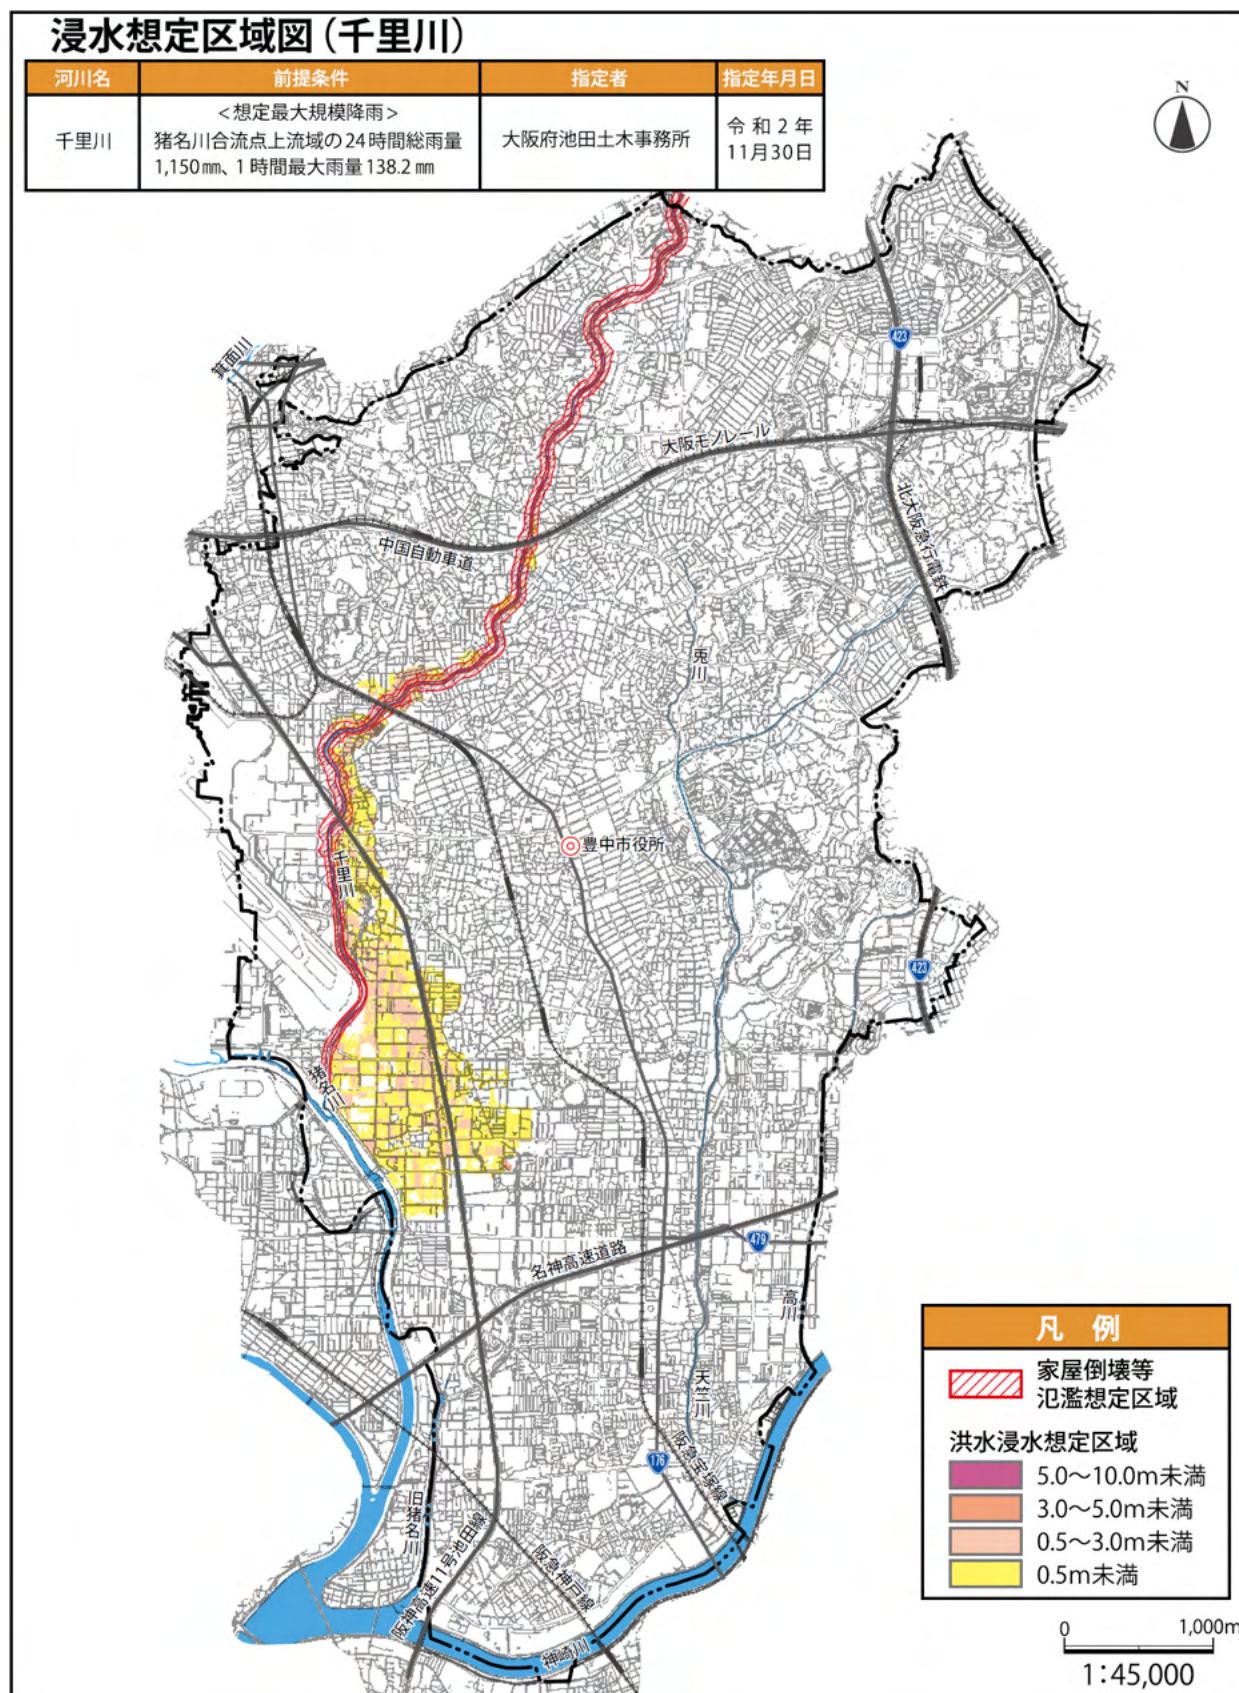 浸水想定区域図（千里川）
河川名
前提条件
指定者
指定年月日
千里川
＜想定最大規模降雨＞
猪名川合流点上流域の24時間総雨量
1,150㎜、1時間最大雨量138.2㎜
大阪府池田土木事務所
令和2年
11月30日
N
423
箕面川
大阪モノレール
北大阪急行電鉄
中国自動車道
兎川
豊中市役所
千里川
423
猪名川
479
名神高速道路
高川
天竺川
阪急宝塚線
176
旧猪名川
阪神高速11号池田線
阪急神戸線
神崎川
凡 例
家屋倒壊等
氾濫想定区域
洪水浸水想定区域
5.0～10.0m未満
3.0～5.0m未満
0.5～3.0m未満
0.5m未満
0 1,000m
1：45,000